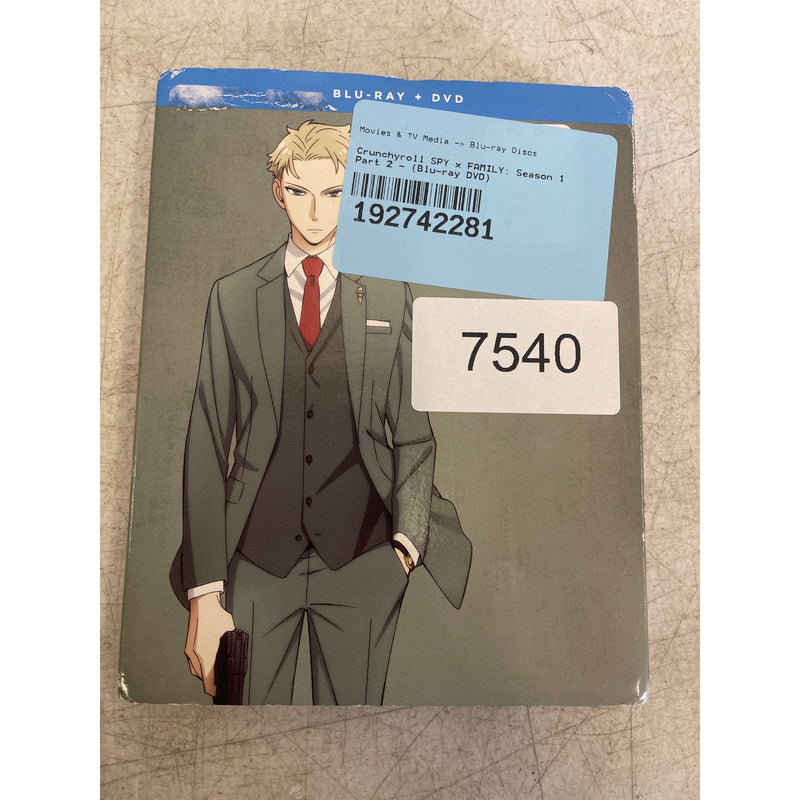 BLU-RAY + DVD
Movies & TV Media -> Blu-ray Discs
Crunchyroll SPY x FAMILY: Season 1
Part 2 - (Blu-ray DVD)
192742281
7540